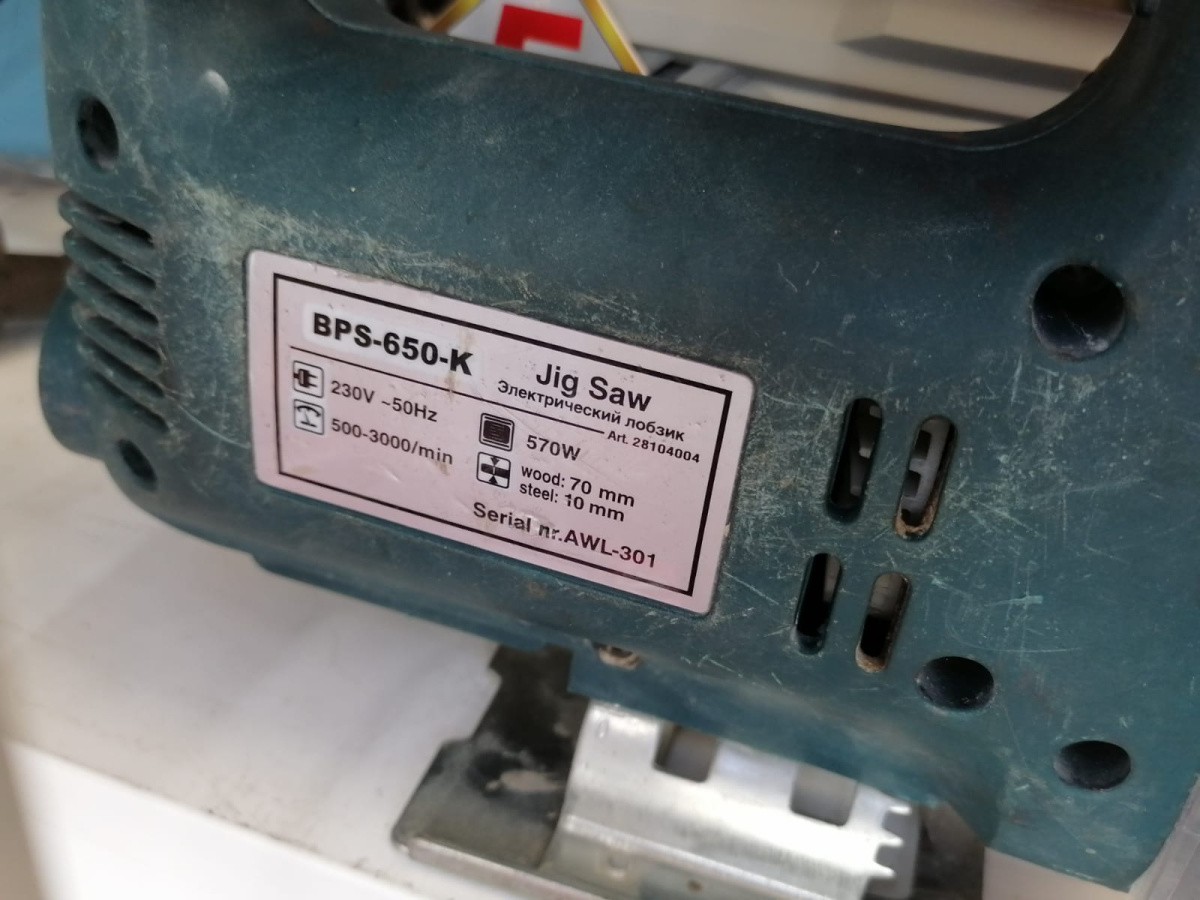 BPS-650-K
Jig Saw
Электрический лобзик
Art. 28104004
230V ~50Hz
570W
500-3000/min
wood: 70 mm
steel: 10 mm
Serial nr.AWL-301